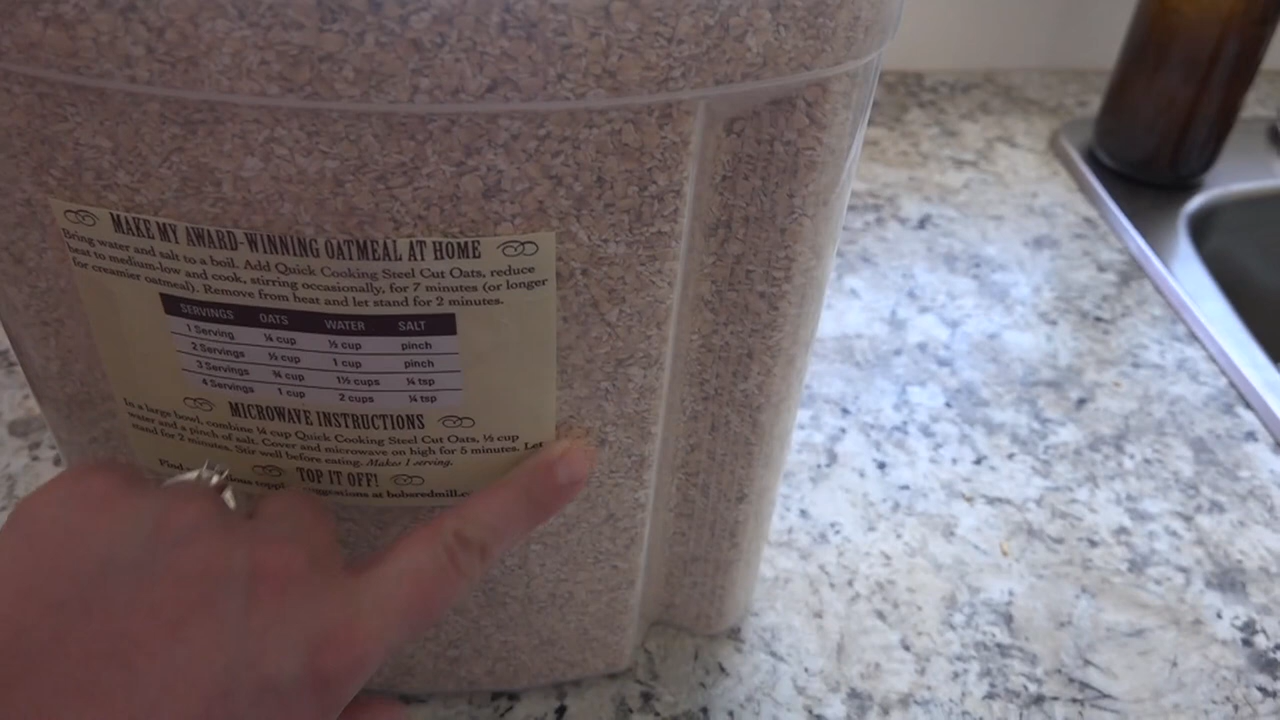 MAKE MY AWARD-WINNING OATMEAL AT HOME
Bring water and salt to a boil. Add Quick Cooking Steel Cut Oats, reduce
heat to medium-low and cook, stirring occasionally, for 7 minutes (or longer
for creamier oatmeal). Remove from heat and let stand for 2 minutes.
SERVINGS OATS WATER SALT
1 Serving ¼ cup ½ cup pinch
2 Servings ½ cup 1 cup pinch
3 Servings ¾ cup 1½ cups ¼ tsp
4 Servings 1 cup 2 cups ¼ tsp
MICROWAVE INSTRUCTIONS
In a large bowl, combine ¼ cup Quick Cooking Steel Cut Oats, ½ cup
water and a pinch of salt. Cover and microwave on high for 5 minutes. Let
stand for 2 minutes. Stir well before eating. Makes 1 serving.
TOP IT OFF!
Find suggestions at bobsredmill.c